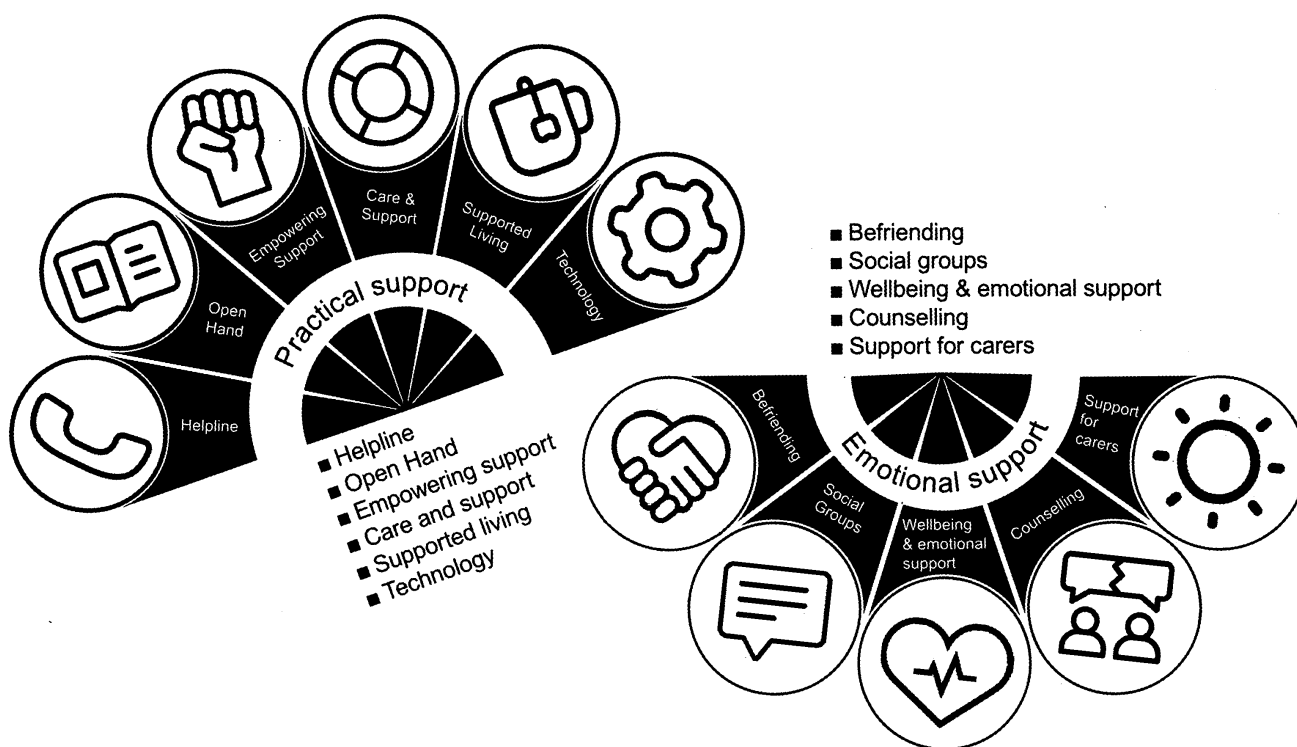 Helpline
Open
Hand
Empowering
Support
Care &
Support
Supported
Living
Technology
Practical support
■ Helpline
■ Open Hand
■ Empowering support
■ Care and support
■ Supported living
■ Technology
■ Befriending
■ Social groups
■ Wellbeing & emotional support
■ Counselling
■ Support for carers
Befriending
Social
Groups
Wellbeing
& emotional
support
Counselling
Support
for
carers
Emotional support